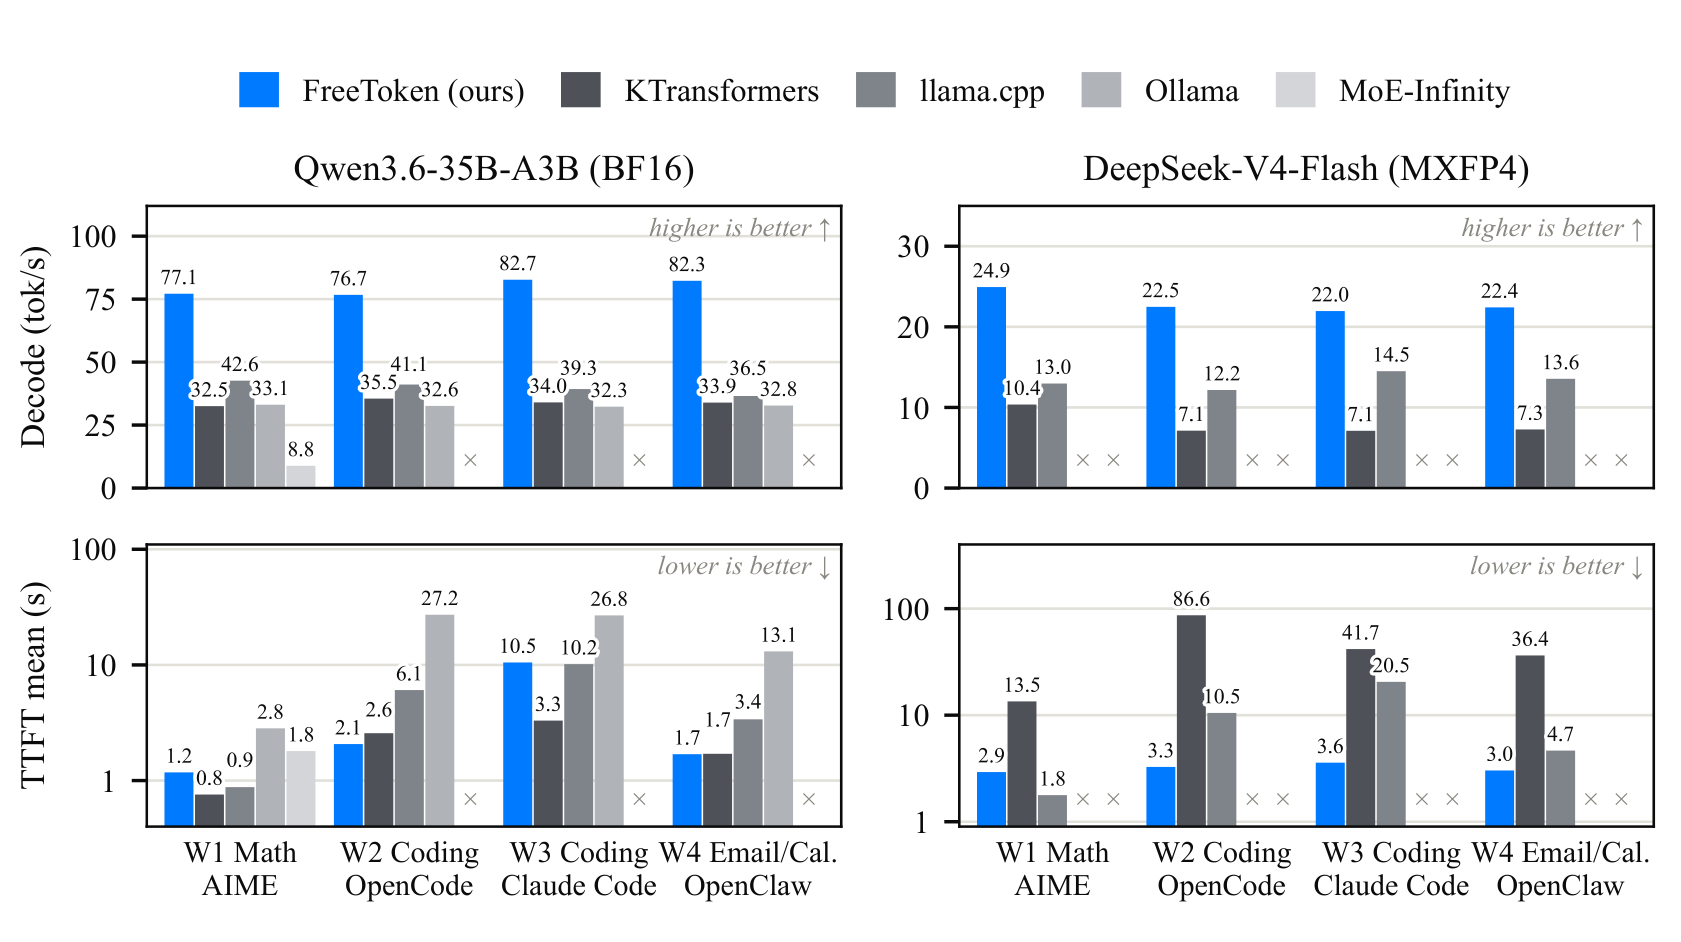 FreeToken (ours) KTransformers llama.cpp Ollama MoE-Infinity
Qwen3.6-35B-A3B (BF16)
Decode (tok/s)
higher is better ↑
100
75
50
25
0
77.1 32.5 42.6 33.1 8.8
76.7 35.5 41.1 32.6 ×
82.7 34.0 39.3 32.3 ×
82.3 33.9 36.5 32.8 ×
DeepSeek-V4-Flash (MXFP4)
higher is better ↑
30
20
10
0
24.9 10.4 13.0 × ×
22.5 7.1 12.2 × ×
22.0 7.1 14.5 × ×
22.4 7.3 13.6 × ×
TTFT mean (s)
lower is better ↓
100
10
1
1.2 0.8 0.9 2.8 1.8
2.1 2.6 6.1 27.2 ×
10.5 3.3 10.2 26.8 ×
1.7 1.7 3.4 13.1 ×
W1 Math W2 Coding W3 Coding W4 Email/Cal.
AIME OpenCode Claude Code OpenClaw
lower is better ↓
100
10
1
2.9 13.5 1.8 × ×
3.3 86.6 10.5 × ×
3.6 41.7 20.5 × ×
3.0 36.4 4.7 × ×
W1 Math W2 Coding W3 Coding W4 Email/Cal.
AIME OpenCode Claude Code OpenClaw